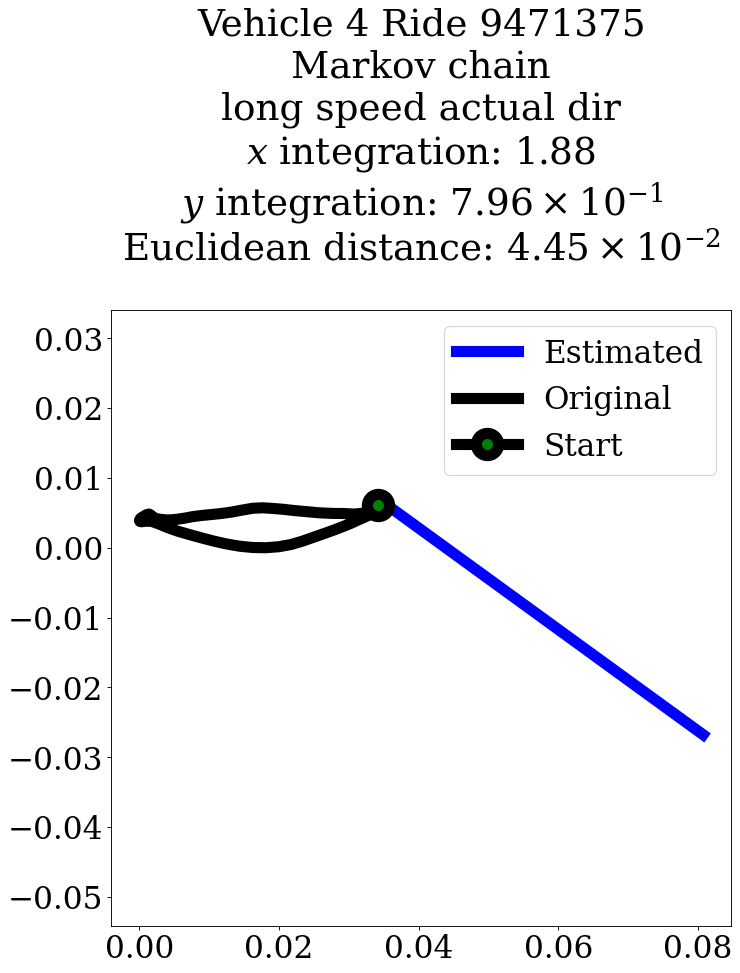 Vehicle 4 Ride 9471375
Markov chain
long speed actual dir
x integration: 1.88
y integration: 7.96 × 10⁻¹
Euclidean distance: 4.45 × 10⁻²
Estimated
Original
Start
0.03
0.02
0.01
0.00
−0.01
−0.02
−0.03
−0.04
−0.05
0.00 0.02 0.04 0.06 0.08